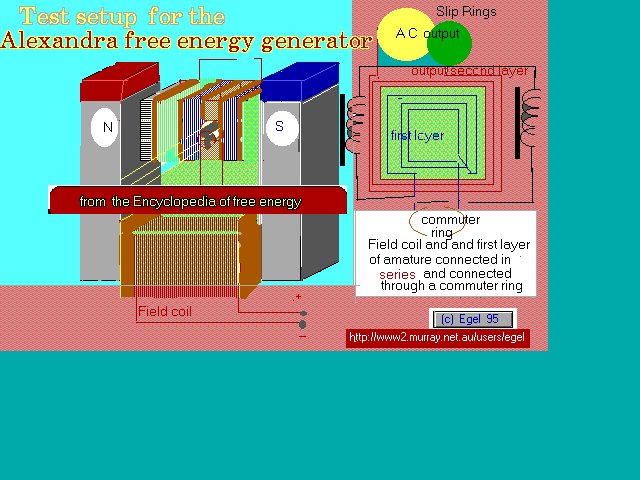 Test setup for the
Alexandra free energy generator
Slip Rings
A C output
output/second layer
N
S
first layer
from the Encyclopedia of free energy
commuter
ring
Field coil and and first layer
of amature connected in
series and connected
through a commuter ring
+
Field coil
−
(c) Egel 95
http://www2.murray.net.au/users/egel